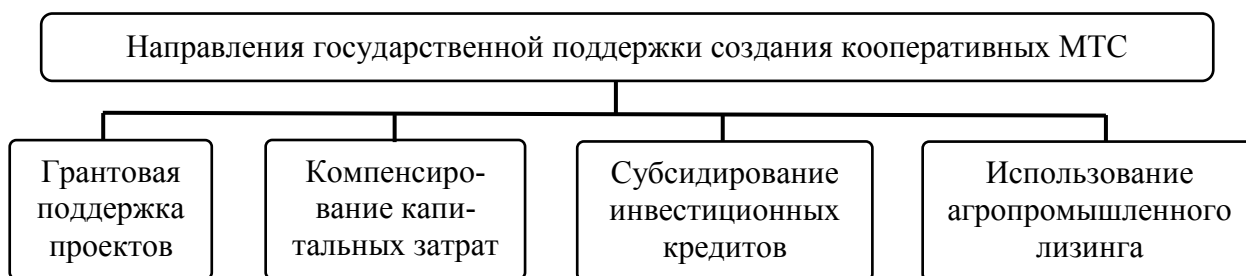 Направления государственной поддержки создания кооперативных МТС
Грантовая
поддержка
проектов
Компенсиро-
вание капи-
тальных затрат
Субсидирование
инвестиционных
кредитов
Использование
агропромышленного
лизинга